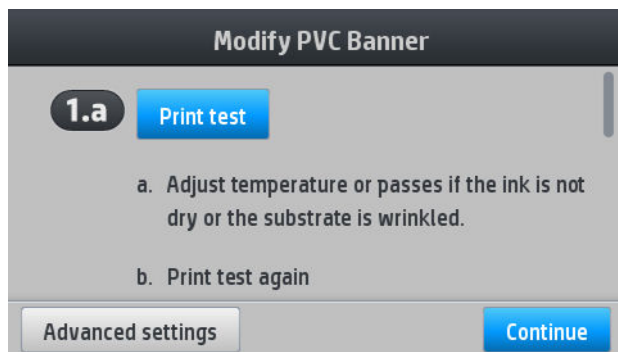 Modify PVC Banner
1.a
Print test
a. Adjust temperature or passes if the ink is not
dry or the substrate is wrinkled.
b. Print test again
Advanced settings
Continue